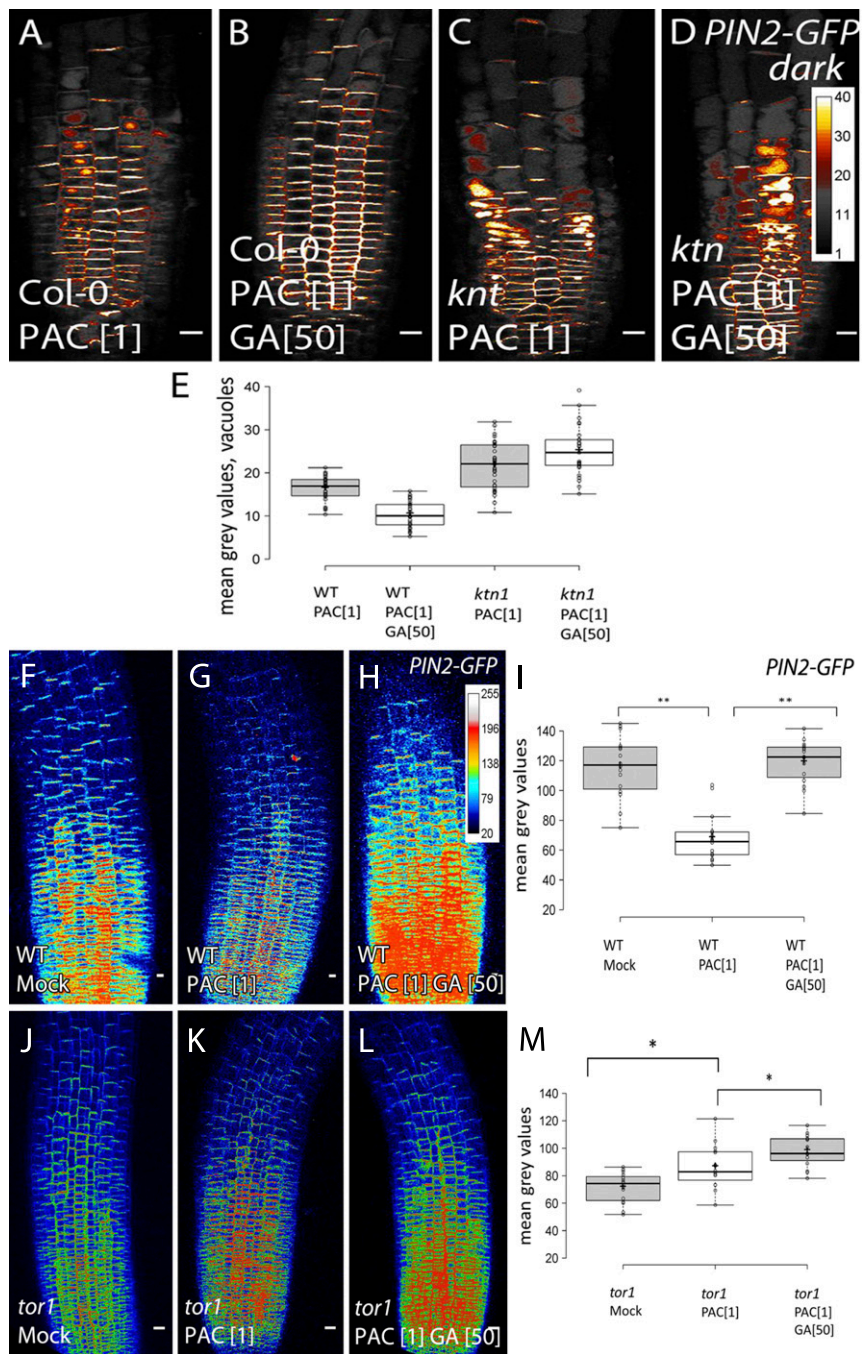 A
B
C
D PIN2-GFP
dark
40
30
20
17
11
1
Col-0
PAC [1]
Col-0
PAC [1]
GA[50]
knt
PAC [1]
ktn
PAC [1]
GA[50]
E
mean grey values, vacuoles
40
30
20
10
0
WT
PAC[1]
WT
PAC[1]
GA[50]
ktn1
PAC[1]
ktn1
PAC[1]
GA[50]
F
G
H
PIN2-GFP
255
196
138
79
20
WT
Mock
WT
PAC [1]
WT
PAC [1] GA [50]
I
PIN2-GFP
**
**
mean grey values
140
120
100
80
60
40
20
WT
Mock
WT
PAC[1]
WT
PAC[1]
GA[50]
J
K
L
tor1
Mock
tor1
PAC [1]
tor1
PAC [1] GA [50]
M
*
*
mean grey values
140
120
100
80
60
40
20
tor1
Mock
tor1
PAC[1]
tor1
PAC[1]
GA[50]